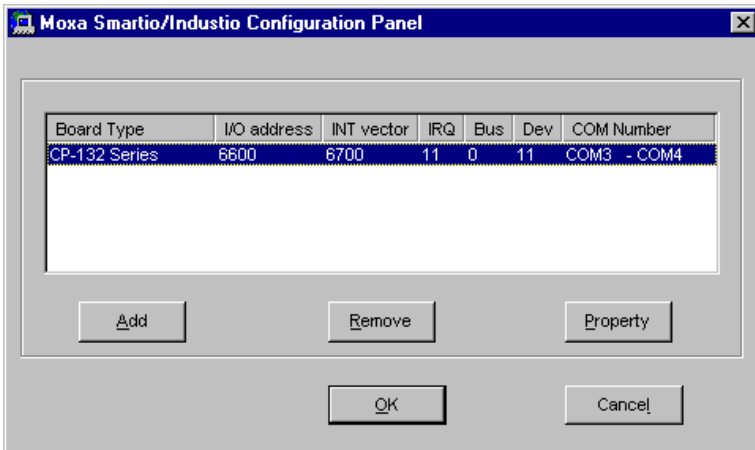 Moxa Smartio/Industio Configuration Panel
Board Type I/O address INT vector IRQ Bus Dev COM Number
CP-132 Series 6600 6700 11 0 11 COM3 - COM4
Add Remove Property
OK Cancel